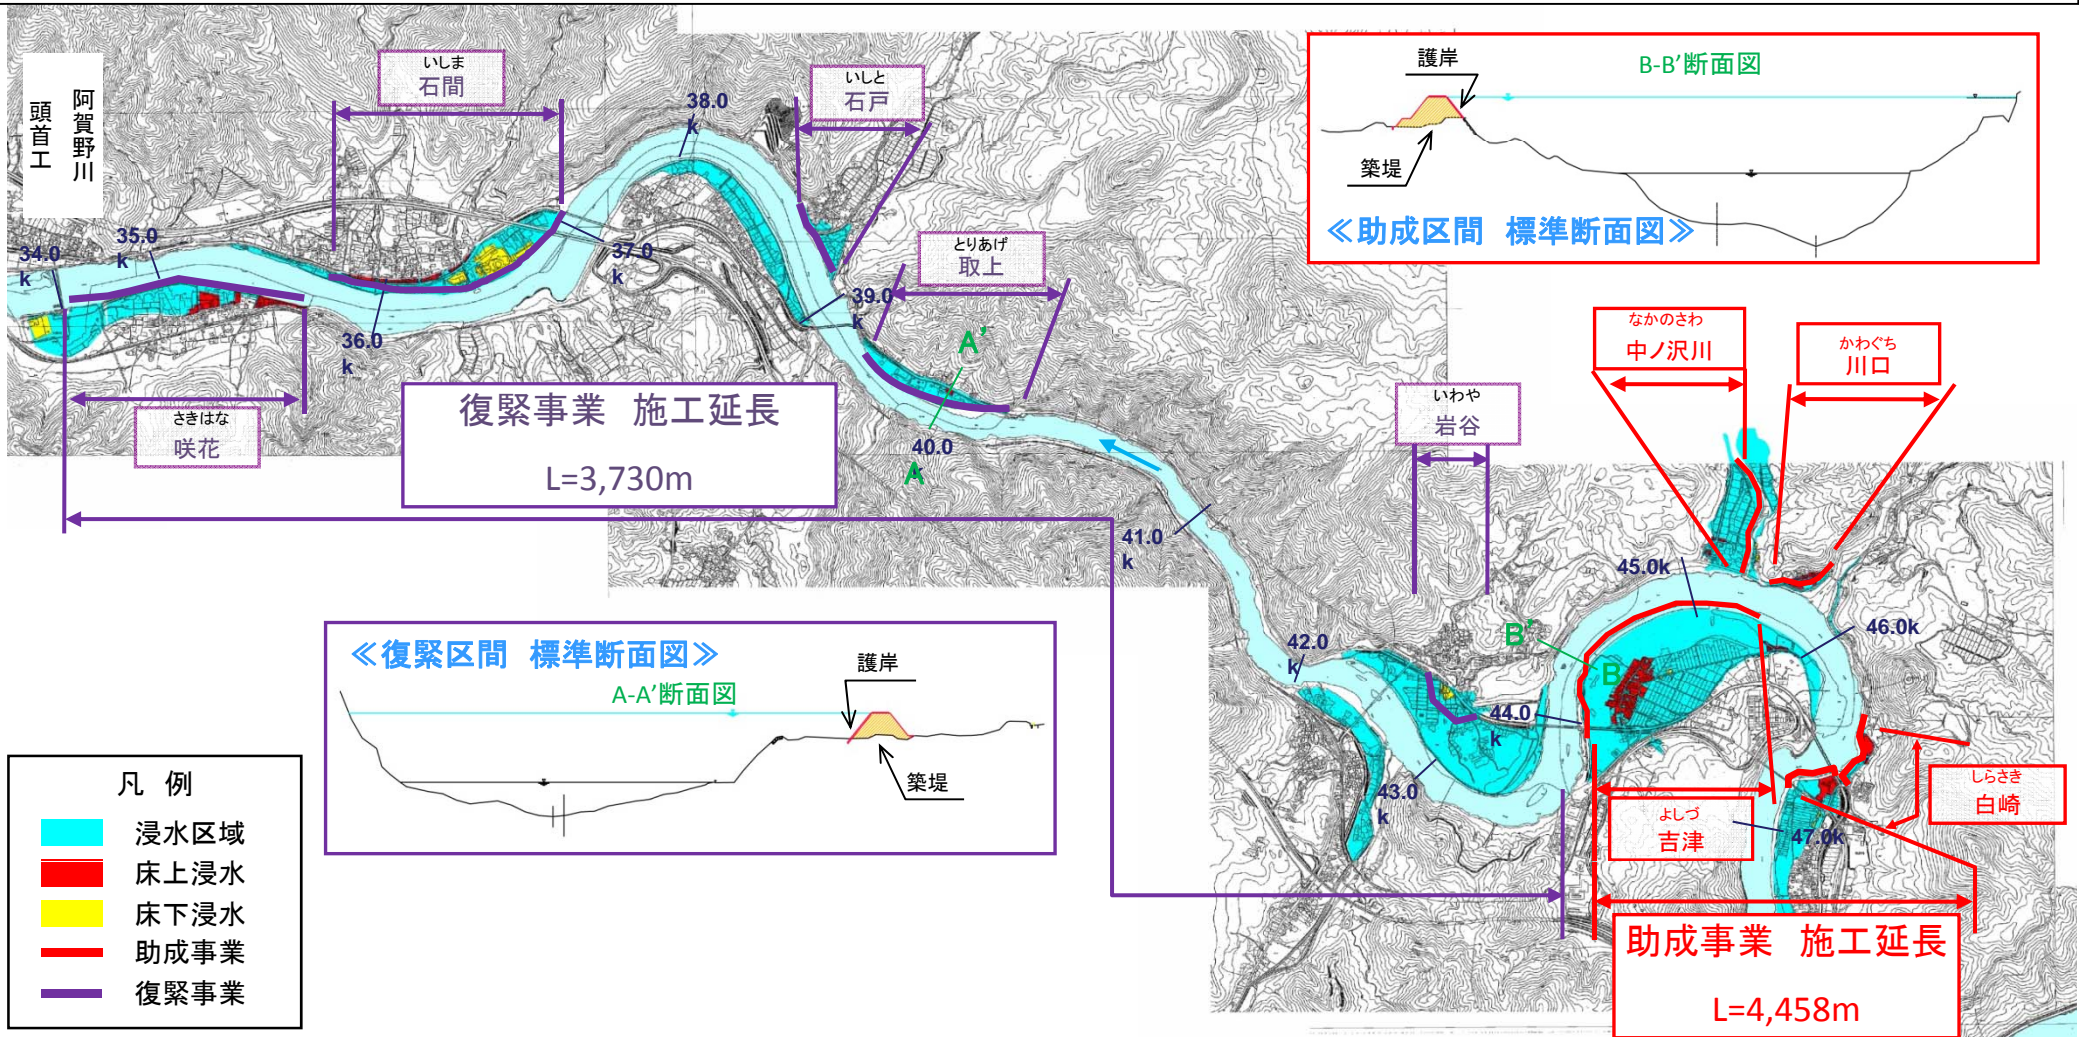 阿賀野川
頭首工
いしま
石間
いしと
石戸
とりあげ
取上
さきはな
咲花
34.0
k
35.0
k
36.0
k
37.0
k
38.0
k
39.0
k
40.0
k
41.0
k
42.0
k
43.0
k
44.0
k
45.0k
46.0k
47.0k
A'
A
B'
B
復緊事業 施工延長
L=3,730m
護岸
B-B'断面図
築堤
≪助成区間 標準断面図≫
なかのさわ
中ノ沢川
かわぐち
川口
いわや
岩谷
よしづ
吉津
しらさき
白崎
≪復緊区間 標準断面図≫
A-A'断面図
護岸
築堤
凡 例
浸水区域
床上浸水
床下浸水
助成事業
復緊事業
助成事業 施工延長
L=4,458m